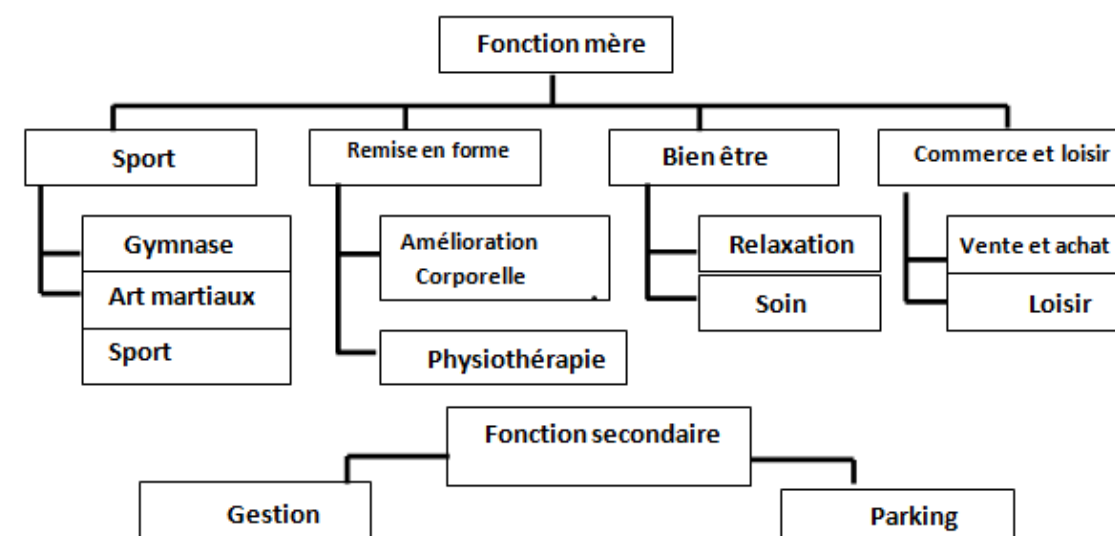 Fonction mère
Sport
Remise en forme
Bien être
Commerce et loisir
Gymnase
Art martiaux
Sport
Amélioration
Corporelle
Physiothérapie
Relaxation
Soin
Vente et achat
Loisir
Fonction secondaire
Gestion
Parking